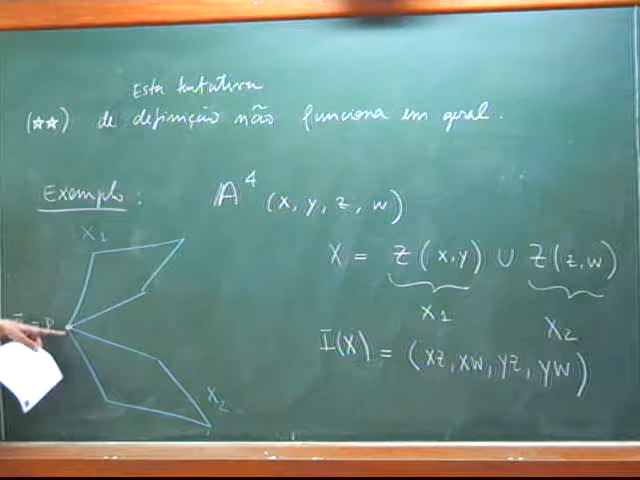 Esta tentativa
(☆☆) de definição não funciona em geral.
Exemplo: A⁴ (x, y, z, w)
X₁
X = Z(x,y) ∪ Z(z,w)
X₁ X₂
= P
I(X) = (xz, xw, yz, yw)
X₂